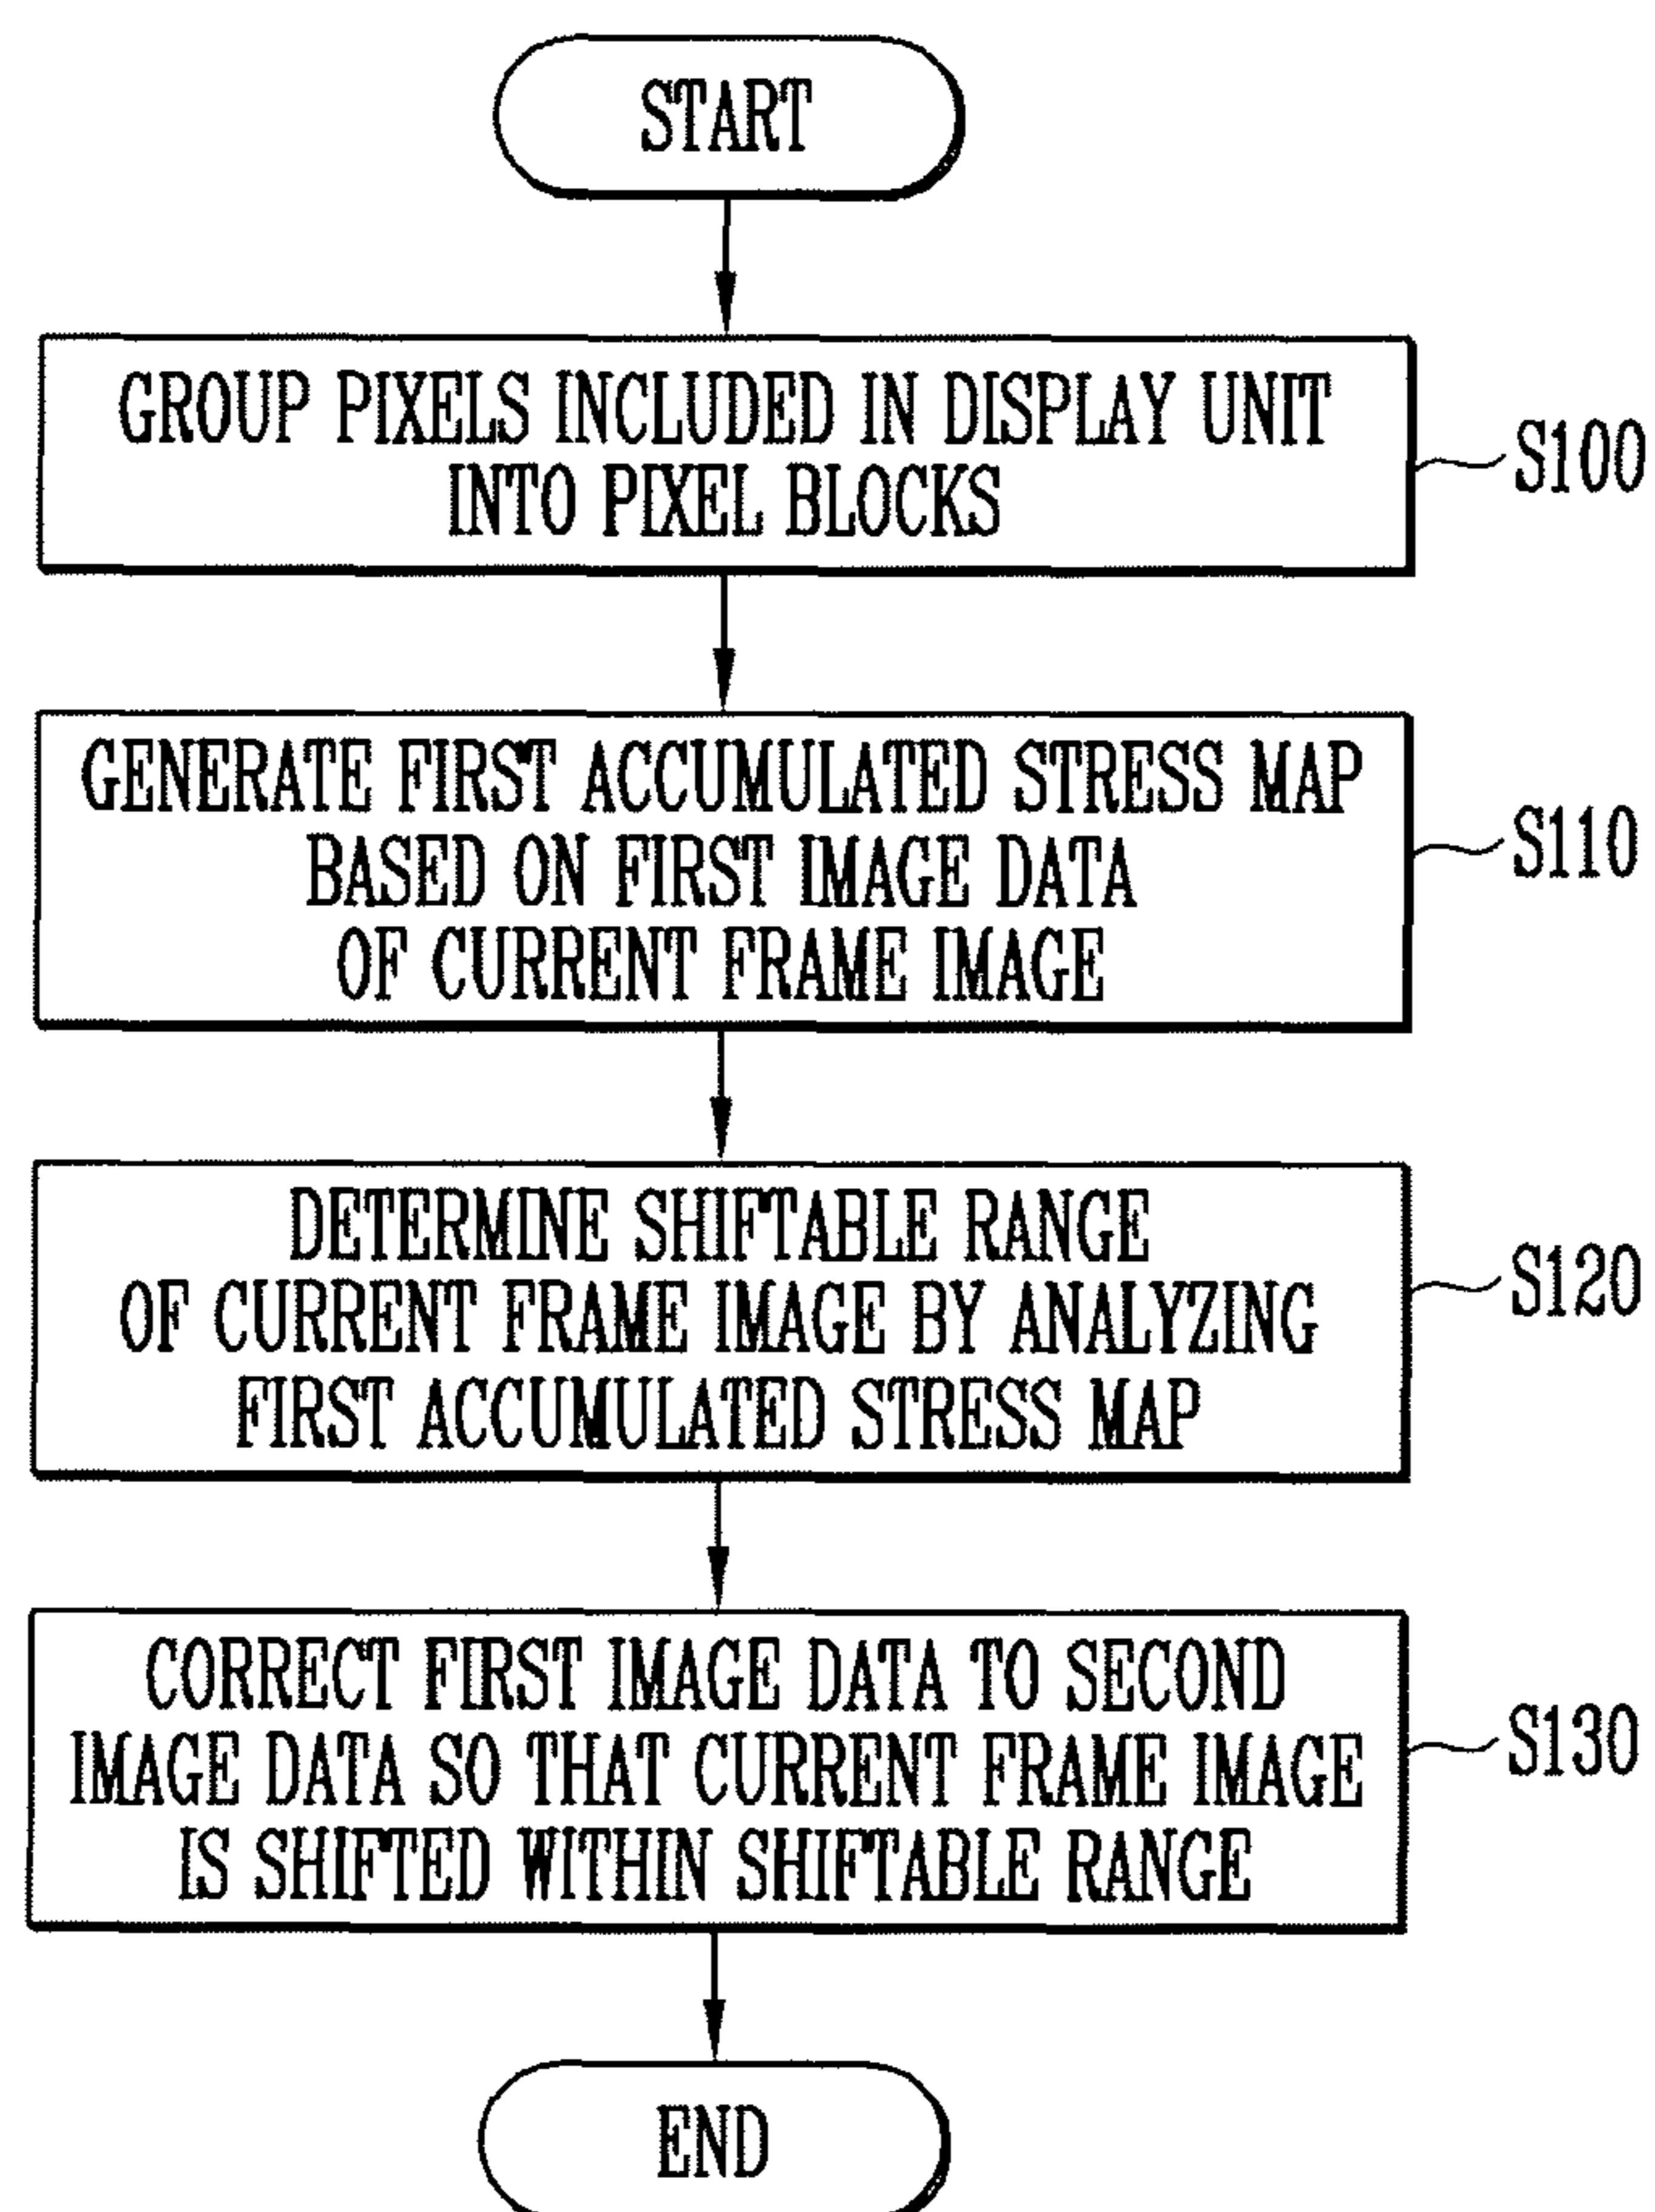 START
GROUP PIXELS INCLUDED IN DISPLAY UNIT
INTO PIXEL BLOCKS
S100
GENERATE FIRST ACCUMULATED STRESS MAP
BASED ON FIRST IMAGE DATA
OF CURRENT FRAME IMAGE
S110
DETERMINE SHIFTABLE RANGE
OF CURRENT FRAME IMAGE BY ANALYZING
FIRST ACCUMULATED STRESS MAP
S120
CORRECT FIRST IMAGE DATA TO SECOND
IMAGE DATA SO THAT CURRENT FRAME IMAGE
IS SHIFTED WITHIN SHIFTABLE RANGE
S130
END